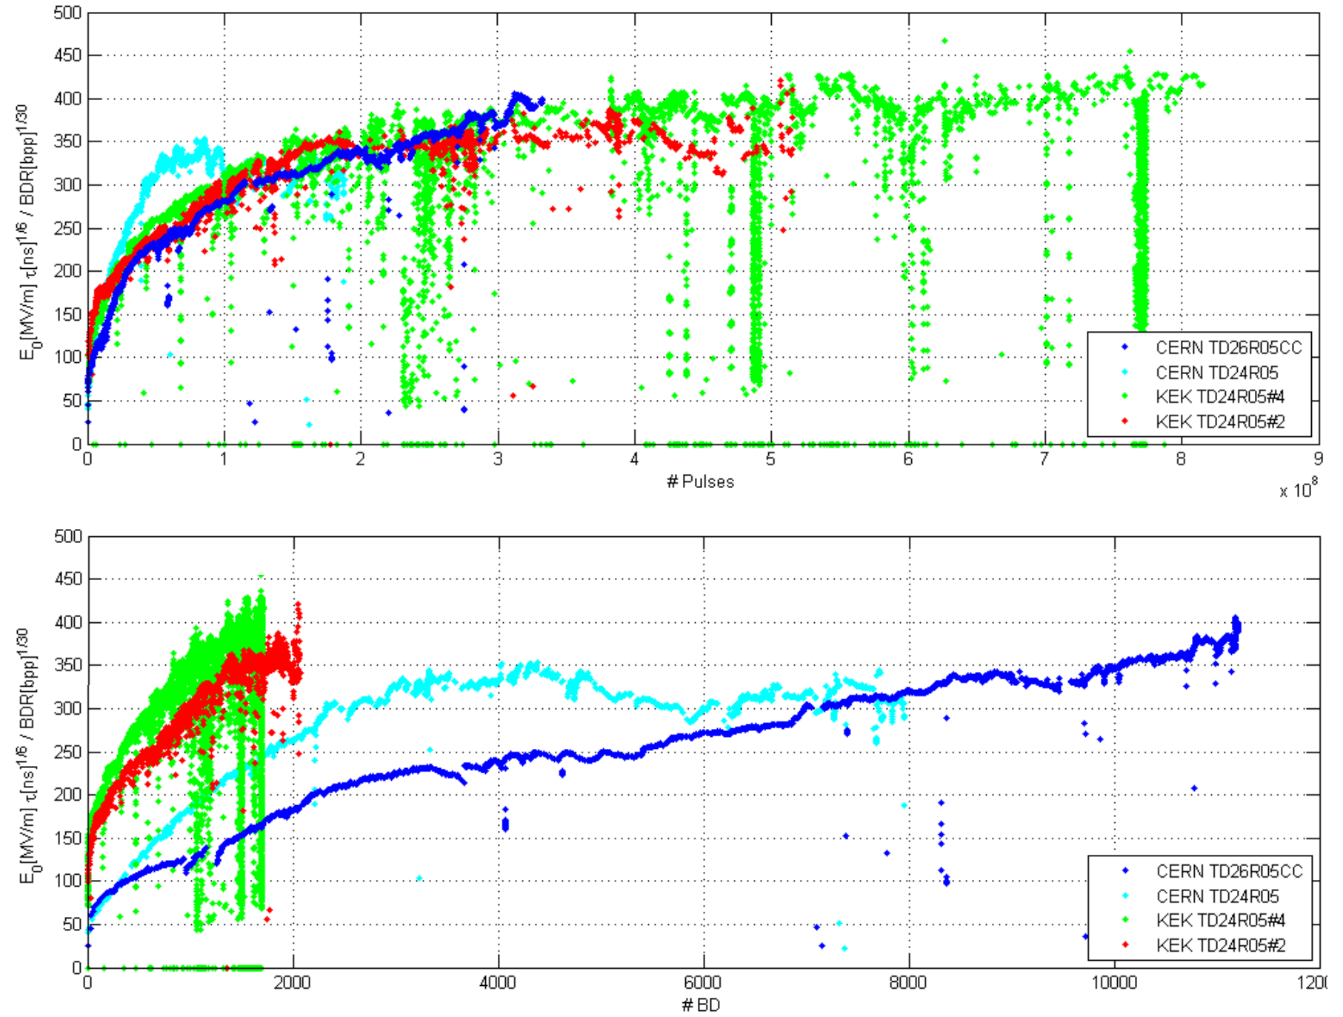 500
450
400
350
300
250
200
150
100
50
0
E0[MV/m] τ[ns]1/6 / BDR[bpp]1/30
0 1 2 3 4 5 6 7 8 9
# Pulses
x 10^8
CERN TD26R05CC
CERN TD24R05
KEK TD24R05#4
KEK TD24R05#2
500
450
400
350
300
250
200
150
100
50
0
E0[MV/m] τ[ns]1/6 / BDR[bpp]1/30
0 2000 4000 6000 8000 10000 1200
# BD
CERN TD26R05CC
CERN TD24R05
KEK TD24R05#4
KEK TD24R05#2